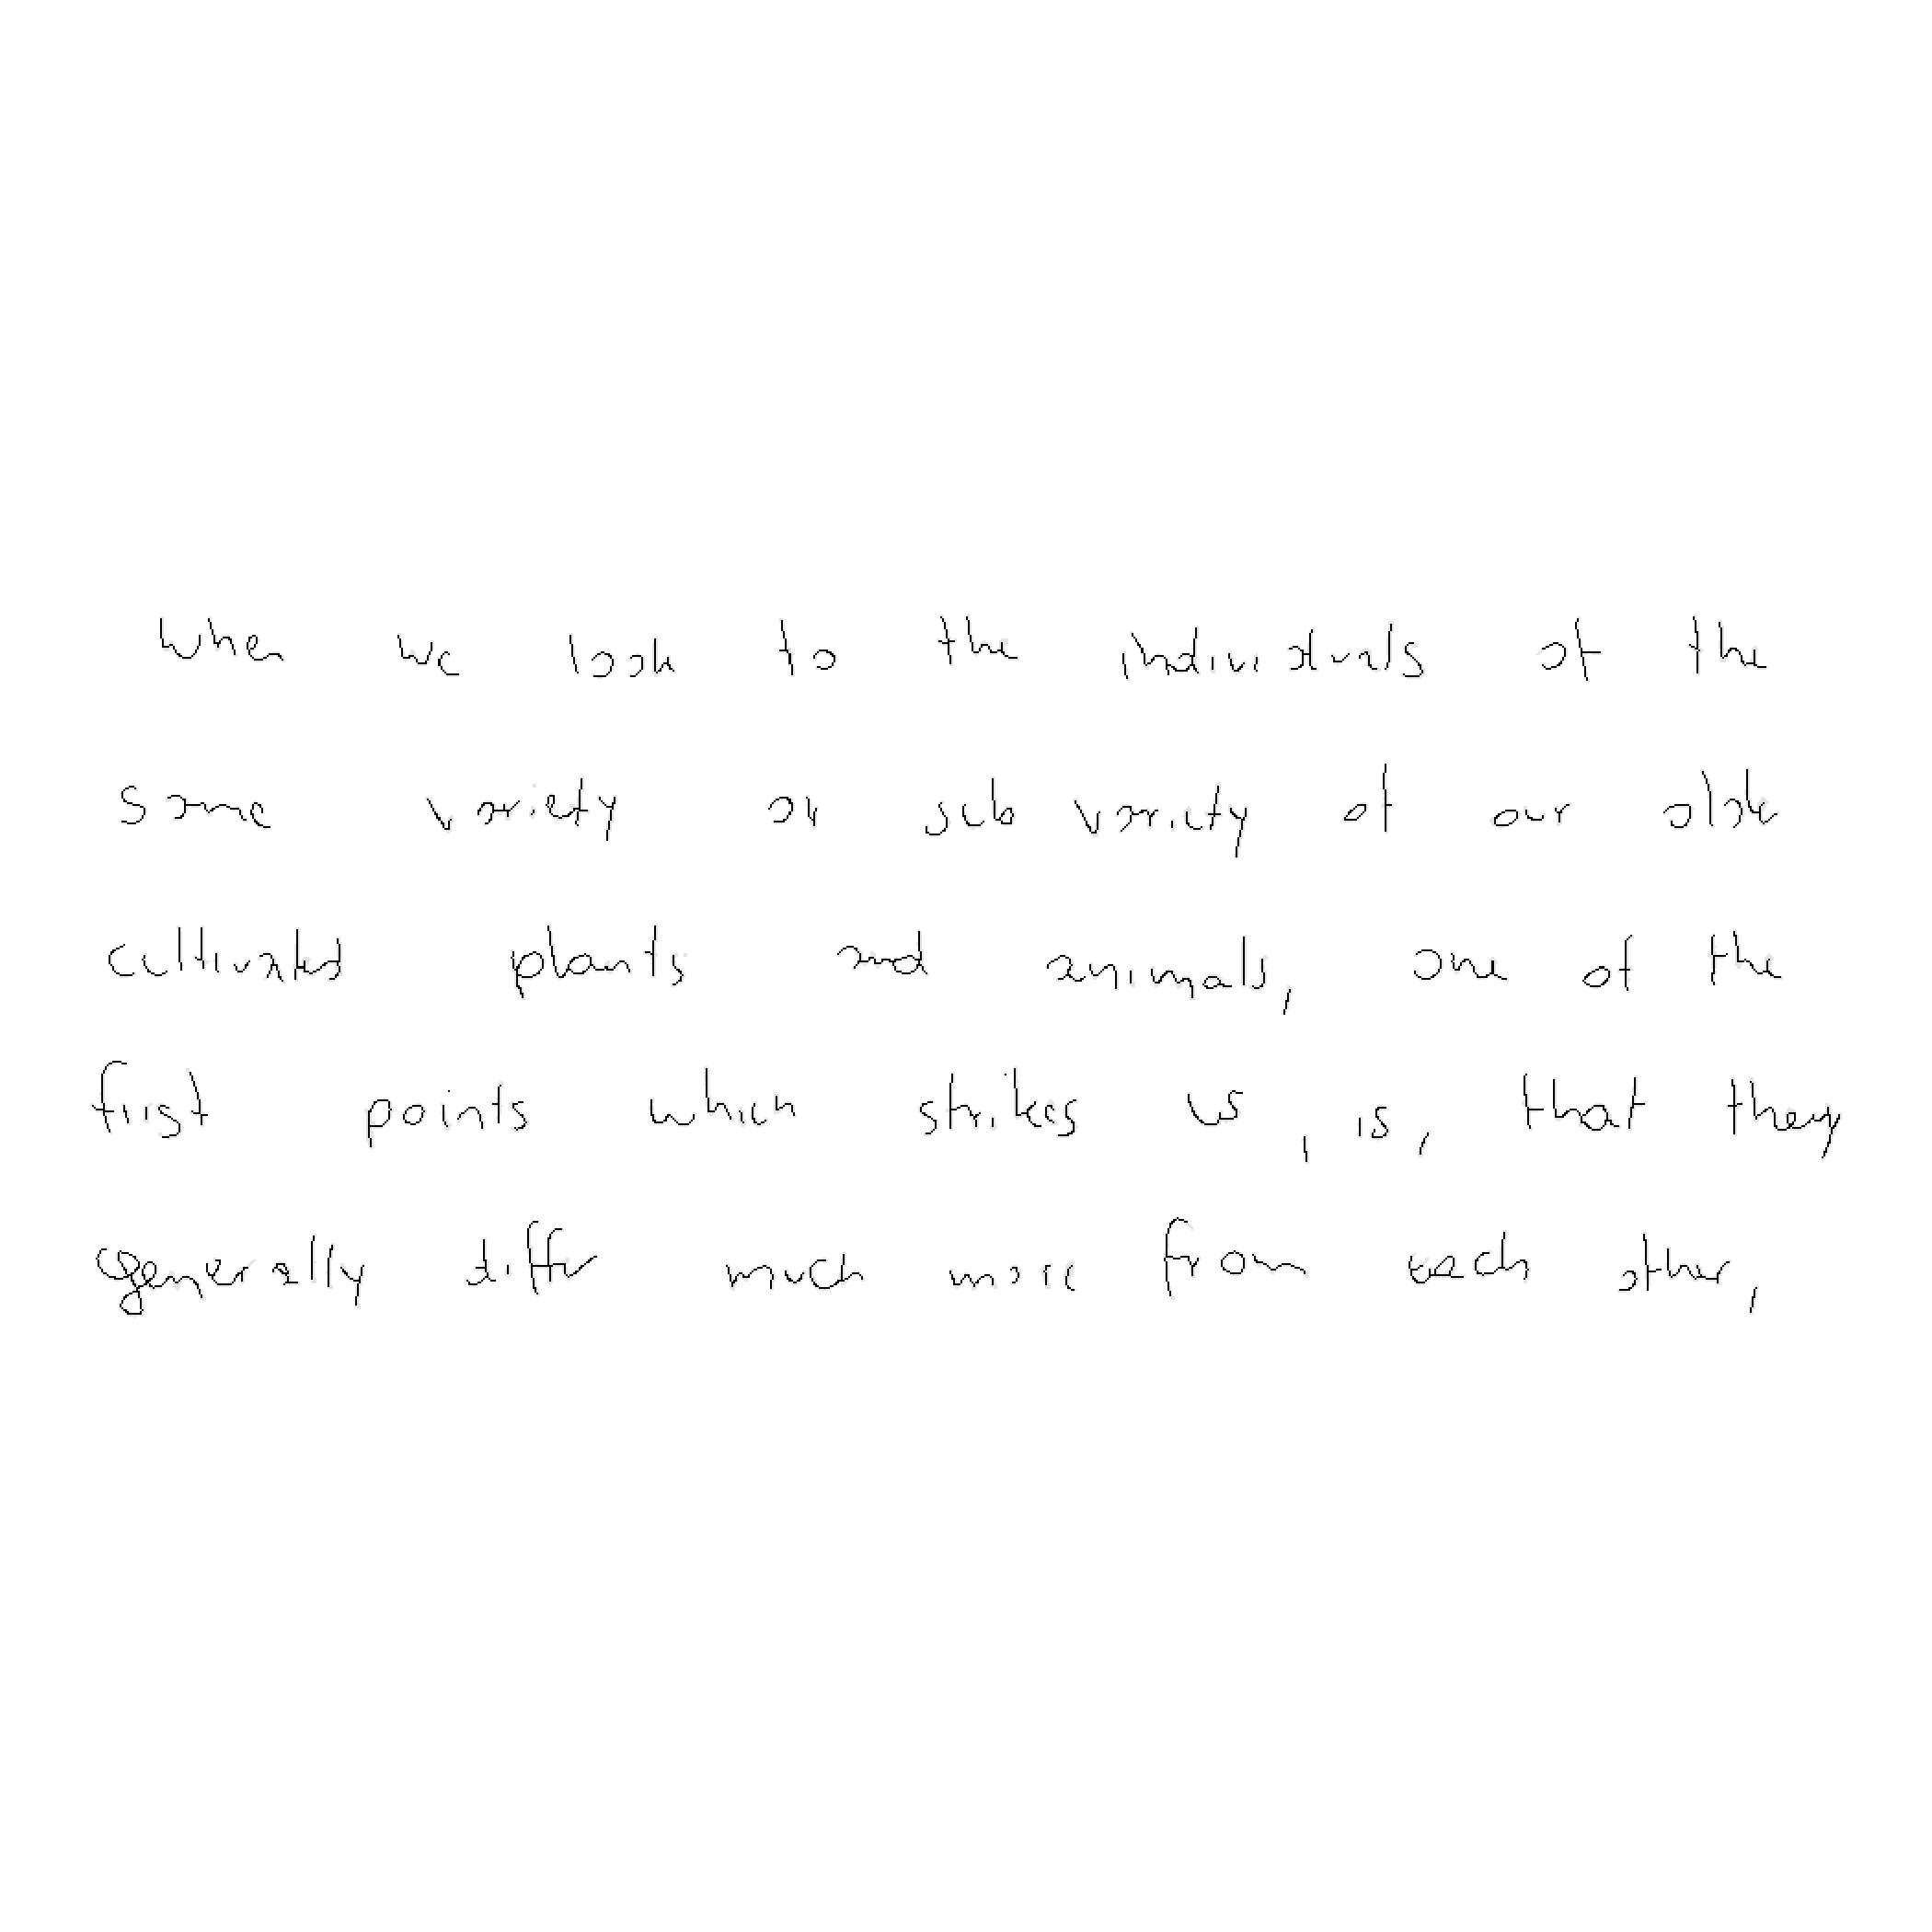 When we look to the individuals of the
same variety or sub variety of our older
cultivated plants and animals, one of the
first points which strikes us, is, that they
generally differ much more from each other,